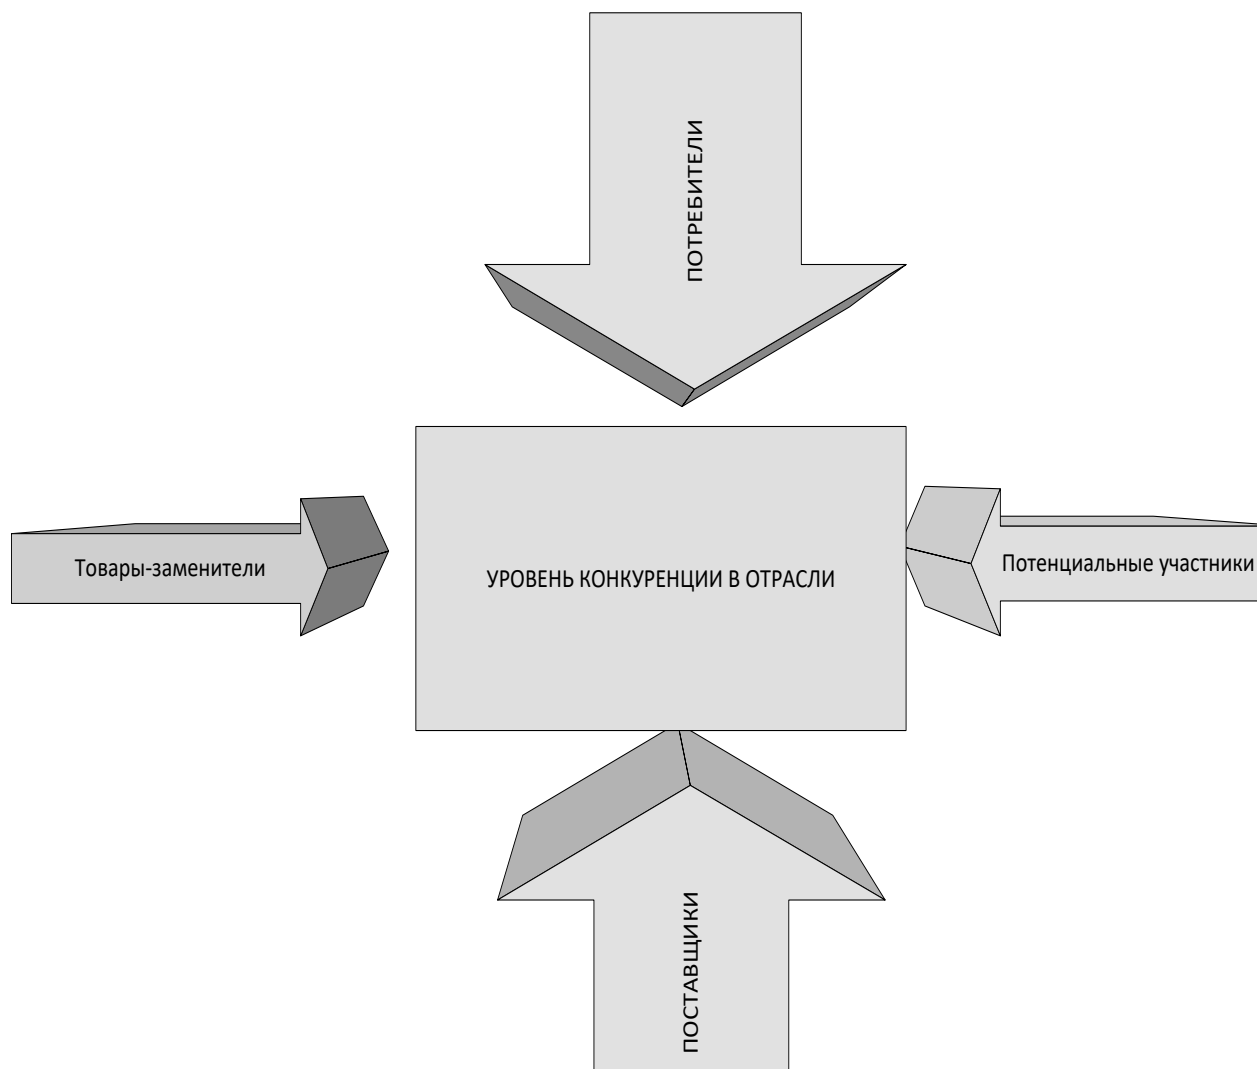 ПОТРЕБИТЕЛИ
Товары-заменители
УРОВЕНЬ КОНКУРЕНЦИИ В ОТРАСЛИ
Потенциальные участники
ПОСТАВЩИКИ